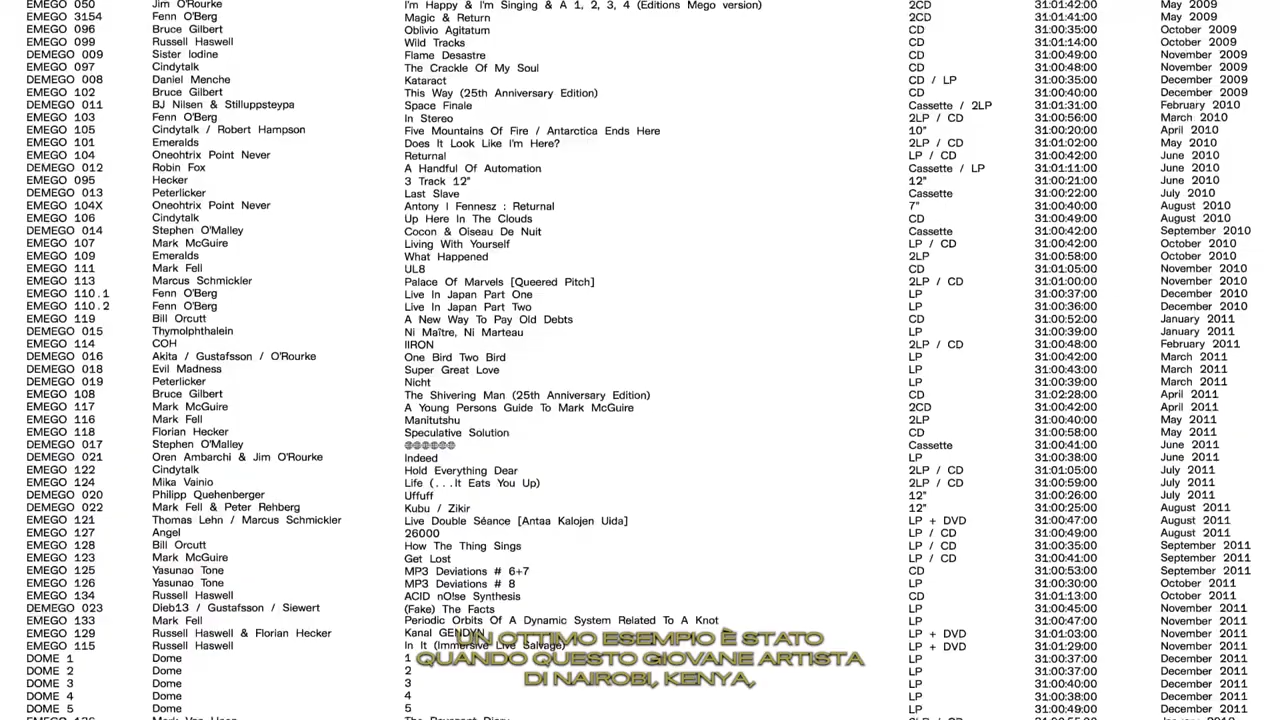 EMEGO 050 Jim O'Rourke I'm Happy & I'm Singing & A 1, 2, 3, 4 (Editions Mego version) 2CD 31:01:42:00 May 2009
EMEGO 3154 Fenn O'Berg Magic & Return 2CD 31:01:41:00 May 2009
EMEGO 096 Bruce Gilbert Oblivio Agitatum CD 31:00:35:00 October 2009
EMEGO 099 Russell Haswell Wild Tracks CD 31:01:14:00 October 2009
DEMEGO 009 Sister Iodine Flame Desastre CD 31:00:49:00 November 2009
EMEGO 097 Cindytalk The Crackle Of My Soul CD 31:00:48:00 November 2009
DEMEGO 008 Daniel Menche Kataract CD / LP 31:00:35:00 December 2009
EMEGO 102 Bruce Gilbert This Way (25th Anniversary Edition) CD 31:00:40:00 December 2009
DEMEGO 011 BJ Nilsen & Stilluppsteypa Space Finale Cassette / 2LP 31:01:31:00 February 2010
EMEGO 103 Fenn O'Berg In Stereo 2LP / CD 31:00:56:00 March 2010
EMEGO 105 Cindytalk / Robert Hampson Five Mountains Of Fire / Antarctica Ends Here 10" 31:00:20:00 April 2010
EMEGO 101 Emeralds Does It Look Like I'm Here? 2LP / CD 31:01:02:00 May 2010
EMEGO 104 Oneohtrix Point Never Returnal LP / CD 31:00:42:00 June 2010
DEMEGO 012 Robin Fox A Handful Of Automation Cassette / LP 31:01:11:00 June 2010
EMEGO 095 Hecker 3 Track 12" 12" 31:00:21:00 June 2010
DEMEGO 013 Peterlicker Last Slave Cassette 31:00:22:00 July 2010
EMEGO 104X Oneohtrix Point Never Antony | Fennesz : Returnal 7" 31:00:40:00 August 2010
EMEGO 106 Cindytalk Up Here In The Clouds CD 31:00:49:00 August 2010
DEMEGO 014 Stephen O'Malley Cocon & Oiseau De Nuit Cassette 31:00:42:00 September 2010
EMEGO 107 Mark McGuire Living With Yourself LP / CD 31:00:42:00 October 2010
EMEGO 109 Emeralds What Happened 2LP 31:00:58:00 October 2010
EMEGO 111 Mark Fell UL8 CD 31:01:05:00 November 2010
EMEGO 113 Marcus Schmickler Palace Of Marvels [Queered Pitch] 2LP / CD 31:01:00:00 November 2010
EMEGO 110.1 Fenn O'Berg Live In Japan Part One LP 31:00:37:00 December 2010
EMEGO 110.2 Fenn O'Berg Live In Japan Part Two LP 31:00:36:00 December 2010
EMEGO 119 Bill Orcutt A New Way To Pay Old Debts CD 31:00:52:00 January 2011
DEMEGO 015 Thymolphthalein Ni Maître, Ni Marteau LP 31:00:39:00 January 2011
EMEGO 114 COH IIRON 2LP / CD 31:00:48:00 February 2011
DEMEGO 016 Akita / Gustafsson / O'Rourke One Bird Two Bird LP 31:00:42:00 March 2011
DEMEGO 018 Evil Madness Super Great Love LP 31:00:43:00 March 2011
DEMEGO 019 Peterlicker Nicht LP 31:00:39:00 March 2011
EMEGO 108 Bruce Gilbert The Shivering Man (25th Anniversary Edition) CD 31:02:28:00 April 2011
EMEGO 117 Mark McGuire A Young Persons Guide To Mark McGuire 2CD 31:00:42:00 April 2011
EMEGO 116 Mark Fell Manitutshu 2LP 31:00:40:00 May 2011
EMEGO 118 Florian Hecker Speculative Solution CD 31:00:58:00 May 2011
DEMEGO 017 Stephen O'Malley Cassette 31:00:41:00 June 2011
DEMEGO 021 Oren Ambarchi & Jim O'Rourke Indeed LP 31:00:38:00 June 2011
EMEGO 122 Cindytalk Hold Everything Dear 2LP / CD 31:01:05:00 July 2011
EMEGO 124 Mika Vainio Life (...It Eats You Up) 2LP / CD 31:00:59:00 July 2011
DEMEGO 020 Philipp Quehenberger Uffuff 12" 31:00:26:00 July 2011
DEMEGO 022 Mark Fell & Peter Rehberg Kubu / Zikir 12" 31:00:25:00 August 2011
EMEGO 121 Thomas Lehn / Marcus Schmickler Live Double Séance [Antaa Kalojen Uida] LP + DVD 31:00:47:00 August 2011
EMEGO 127 Angel 26000 LP / CD 31:00:49:00 August 2011
EMEGO 128 Bill Orcutt How The Thing Sings LP / CD 31:00:35:00 September 2011
EMEGO 123 Mark McGuire Get Lost LP / CD 31:00:41:00 September 2011
EMEGO 125 Yasunao Tone MP3 Deviations # 6+7 CD 31:00:53:00 September 2011
EMEGO 126 Yasunao Tone MP3 Deviations # 8 LP 31:00:30:00 October 2011
EMEGO 134 Russell Haswell ACID nO!se Synthesis CD 31:01:13:00 October 2011
DEMEGO 023 Dieb13 / Gustafsson / Siewert (Fake) The Facts LP 31:00:45:00 November 2011
EMEGO 133 Mark Fell Periodic Orbits Of A Dynamic System Related To A Knot LP 31:00:47:00 November 2011
EMEGO 129 Russell Haswell & Florian Hecker Kanal GENDYN LP + DVD 31:01:03:00 November 2011
EMEGO 115 Russell Haswell In It (Immersive Live Salvage) LP + DVD 31:01:29:00 November 2011
DOME 1 Dome 1 LP 31:00:37:00 December 2011
DOME 2 Dome 2 LP 31:00:37:00 December 2011
DOME 3 Dome 3 LP 31:00:40:00 December 2011
DOME 4 Dome 4 LP 31:00:38:00 December 2011
DOME 5 Dome 5 LP 31:00:49:00 December 2011
UN OTTIMO ESEMPIO È STATO
QUANDO QUESTO GIOVANE ARTISTA
DI NAIROBI, KENYA,